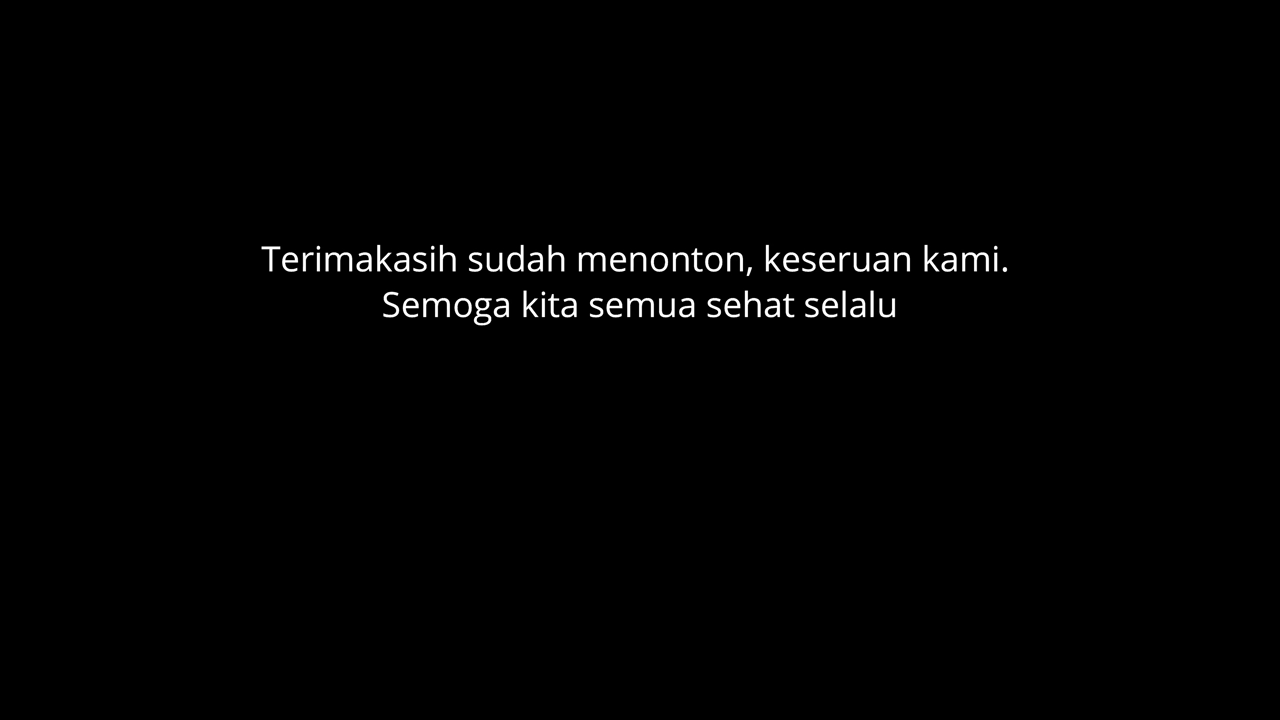 Terimakasih sudah menonton, keseruan kami.
Semoga kita semua sehat selalu